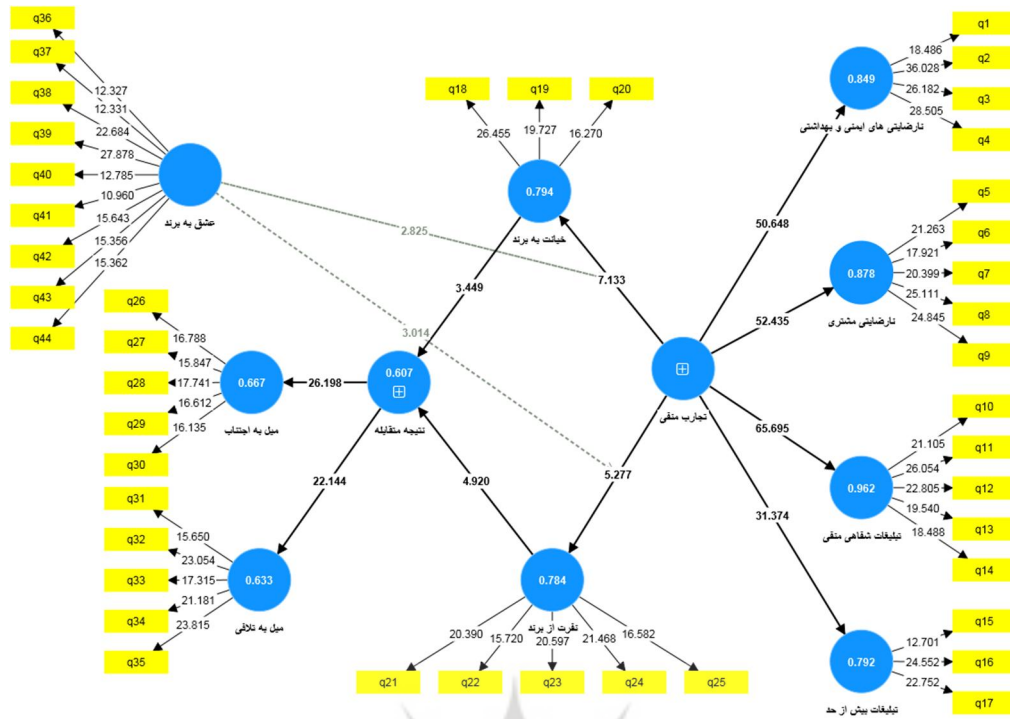 q36
q37
q38
q39
q40
q41
q42
q43
q44
12.327
12.331
22.684
27.878
12.785
10.960
15.643
15.356
15.362
عشق به برند
q18
q19
q20
26.455
19.727
16.270
0.794
خیانت به برند
q1
q2
q3
q4
18.486
36.028
26.182
28.505
0.849
نارضایتی های ایمنی و بهداشتی
2.825
7.133
3.449
3.014
50.648
q5
q6
q7
q8
q9
21.263
17.921
20.399
25.111
24.845
0.878
نارضایتی مشتری
52.435
q26
q27
q28
q29
q30
16.788
15.847
17.741
16.612
16.135
0.667
میل به اجتناب
26.198
0.607
نتیجه متقابله
تجارب منفی
65.695
q10
q11
q12
q13
q14
21.105
26.054
22.805
19.540
18.488
0.962
تبلیغات شفاهی منفی
22.144
4.920
5.277
31.374
q31
q32
q33
q34
q35
15.650
23.054
17.315
21.181
23.815
0.633
میل به تلافی
0.784
نفرت از برند
20.390
15.720
20.597
21.468
16.582
q21
q22
q23
q24
q25
q15
q16
q17
12.701
24.552
22.752
0.792
تبلیغات بیش از حد